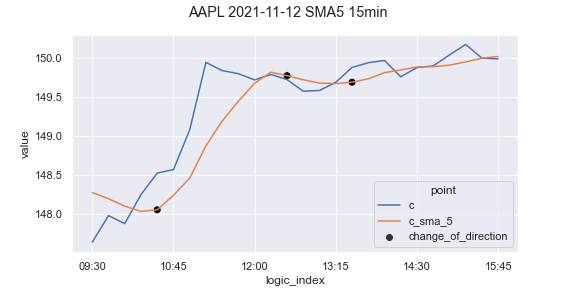 AAPL 2021-11-12 SMA5 15min
150.0
149.5
149.0
148.5
148.0
value
09:30 10:45 12:00 13:15 14:30 15:45
logic_index
point
c
c_sma_5
change_of_direction